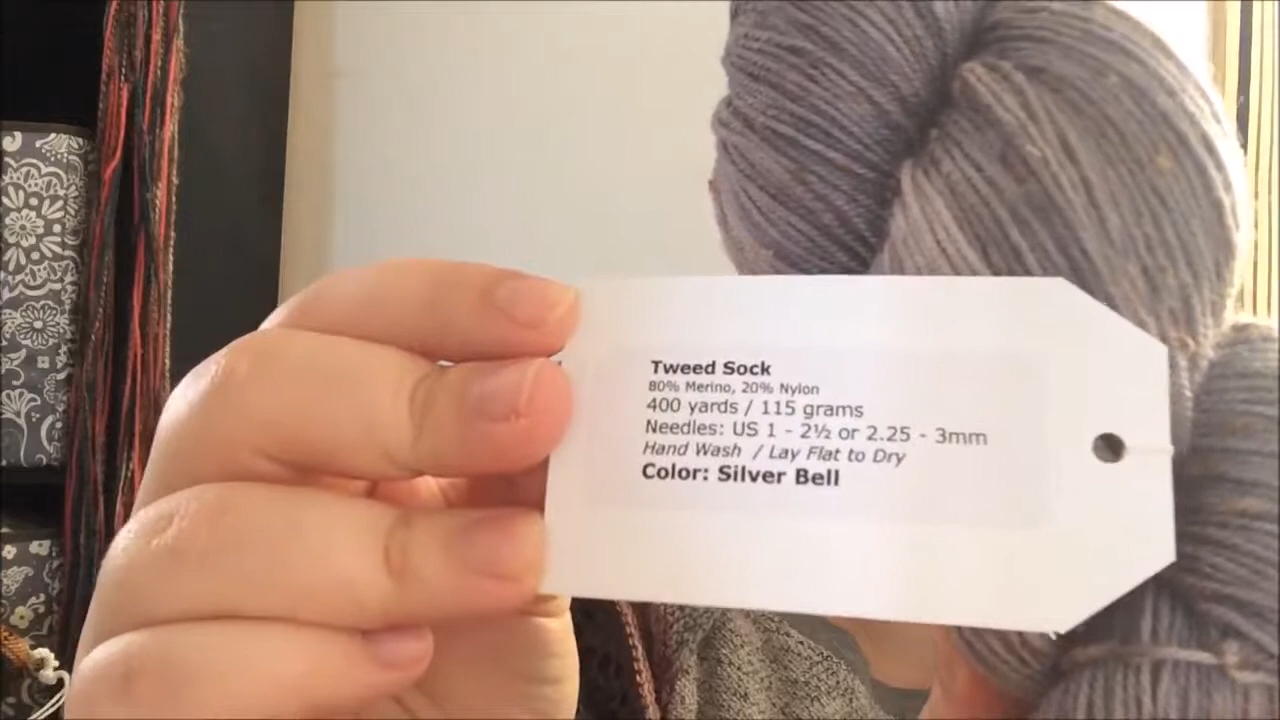 Tweed Sock
80% Merino, 20% Nylon
400 yards / 115 grams
Needles: US 1 - 2½ or 2.25 - 3mm
Hand Wash / Lay Flat to Dry
Color: Silver Bell